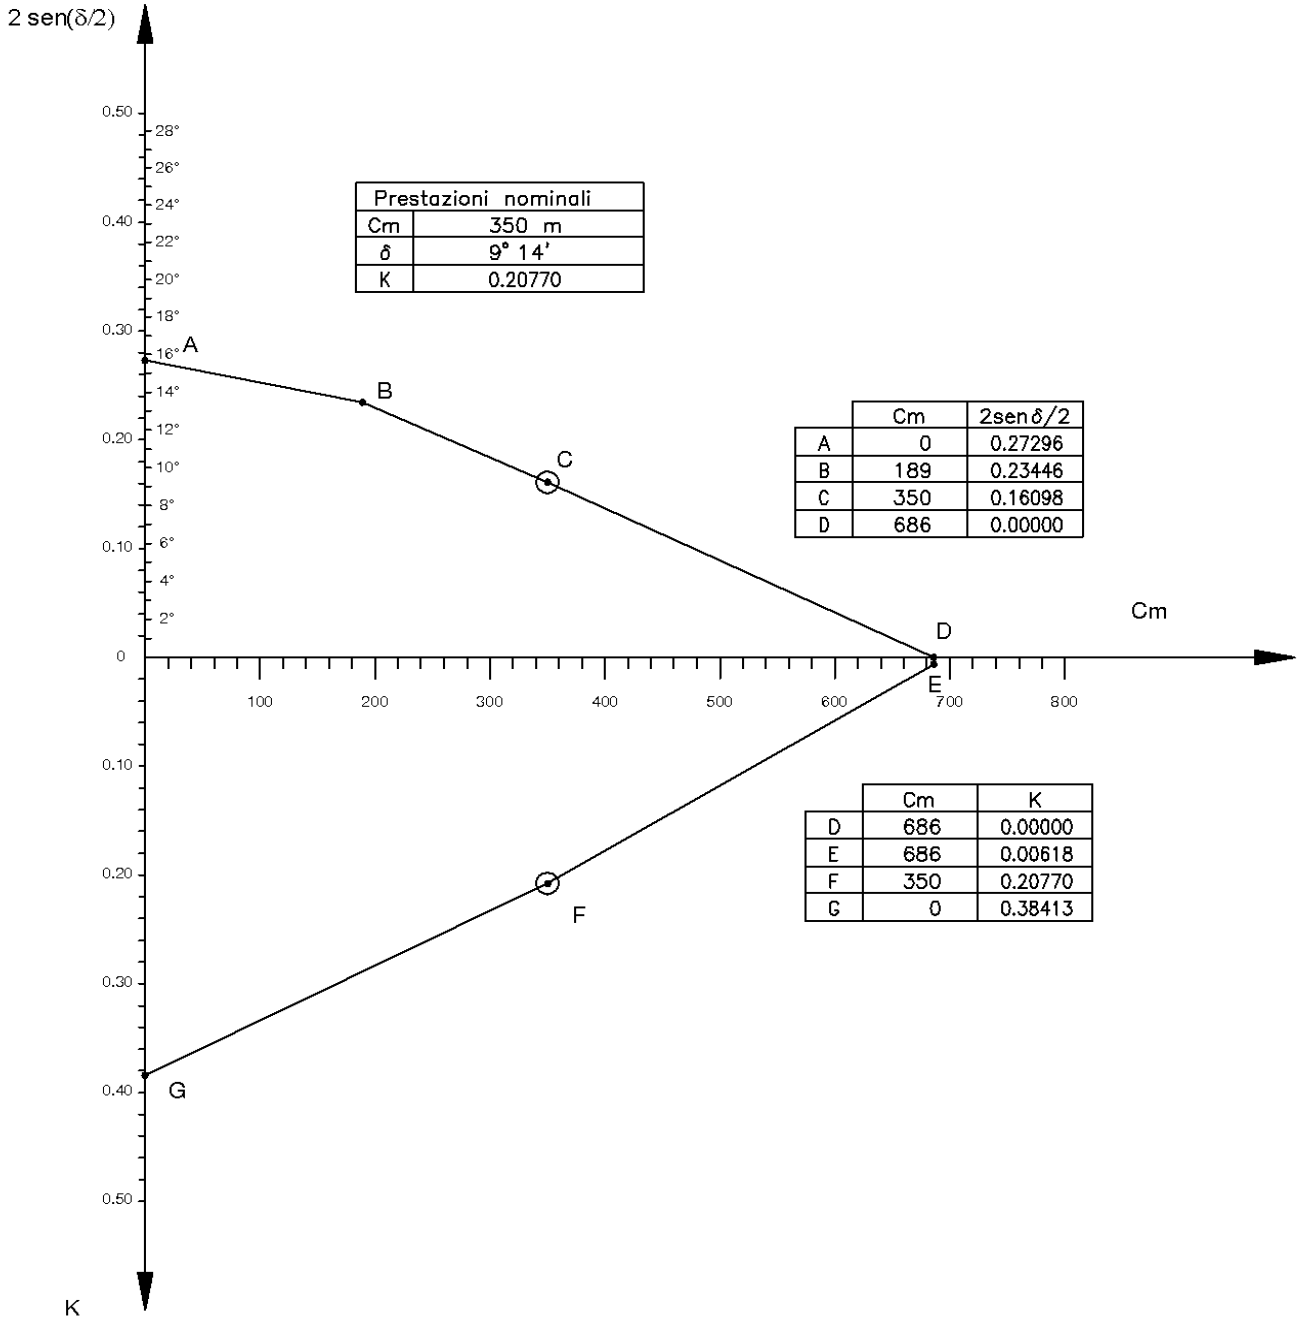 2 sen(δ/2)
0.50
28°
26°
24°
0.40
22°
20°
18°
0.30
16°
14°
12°
0.20
10°
8°
6°
0.10
4°
2°
0
Prestazioni nominali
Cm 350 m
δ 9° 14'
K 0.20770
A
B
C
Cm 2senδ/2
A 0 0.27296
B 189 0.23446
C 350 0.16098
D 686 0.00000
Cm
D
E
100 200 300 400 500 600 700 800
0.10
0.20
0.30
0.40
0.50
Cm K
D 686 0.00000
E 686 0.00618
F 350 0.20770
G 0 0.38413
F
G
K